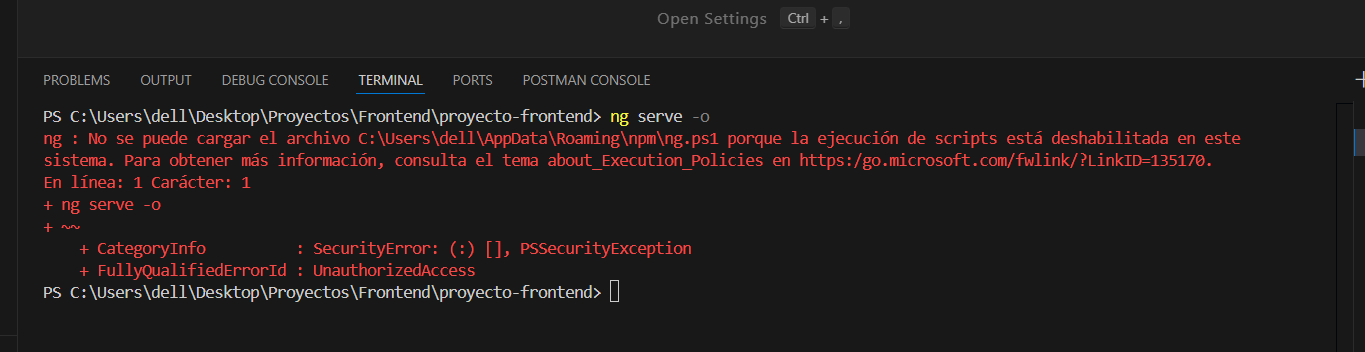 Open Settings Ctrl + ,
PROBLEMS OUTPUT DEBUG CONSOLE TERMINAL PORTS POSTMAN CONSOLE
PS C:\Users\dell\Desktop\Proyectos\Frontend\proyecto-frontend> ng serve -o
ng : No se puede cargar el archivo C:\Users\dell\AppData\Roaming\npm\ng.ps1 porque la ejecución de scripts está deshabilitada en este
sistema. Para obtener más información, consulta el tema about_Execution_Policies en https:/go.microsoft.com/fwlink/?LinkID=135170.
En línea: 1 Carácter: 1
+ ng serve -o
+ ~~
    + CategoryInfo          : SecurityError: (:) [], PSSecurityException
    + FullyQualifiedErrorId : UnauthorizedAccess
PS C:\Users\dell\Desktop\Proyectos\Frontend\proyecto-frontend>